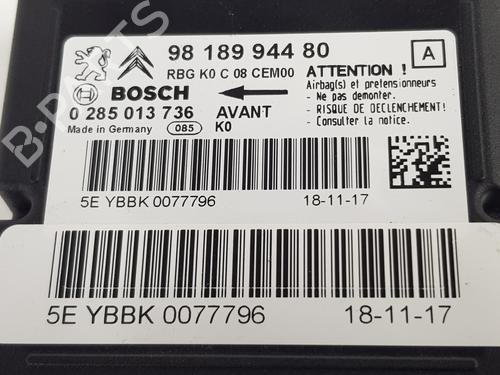 98 189 944 80
A
RBG K0 C 08 CEM00
ATTENTION !
BOSCH
Airbag(s) et pretensionneurs
- Ne pas demonter.
0 285 013 736
AVANT
- RISQUE DE DECLENCHEMENT!
Made in Germany
085
K0
- Consulter la notice.
5E YBBK 0077796
18-11-17
5E YBBK 0077796
18-11-17
B-PARTS